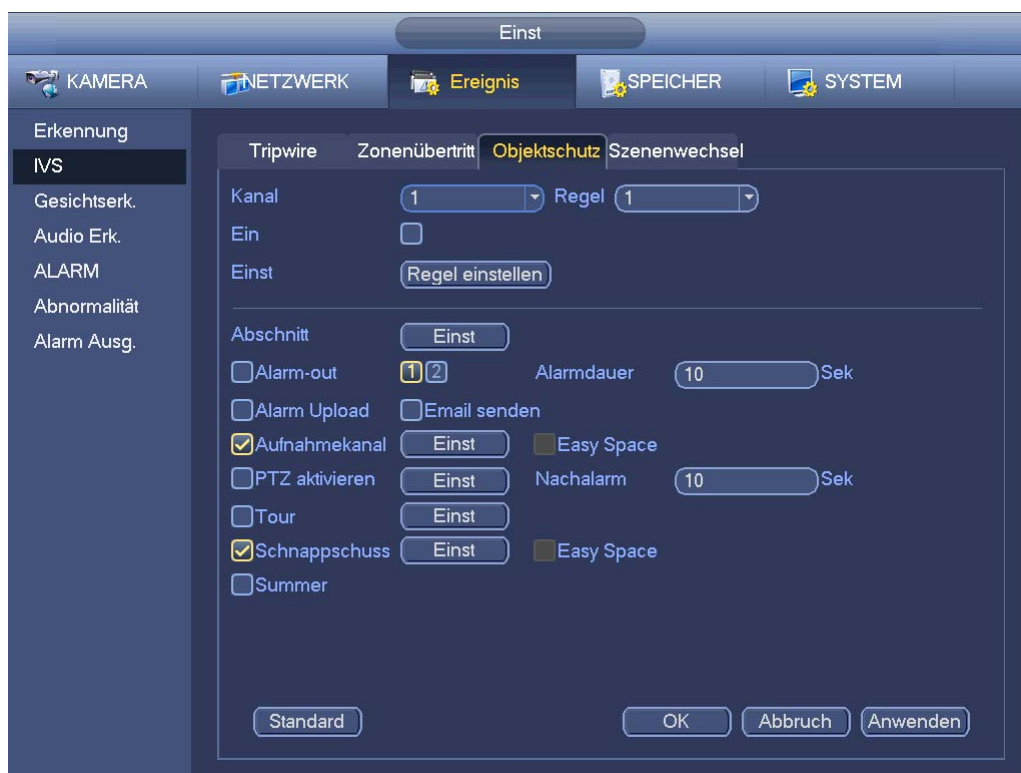 Einst
KAMERA NETZWERK Ereignis SPEICHER SYSTEM
Erkennung
IVS
Gesichtserk.
Audio Erk.
ALARM
Abnormalität
Alarm Ausg.
Tripwire Zonenübertritt Objektschutz Szenenwechsel
Kanal 1 Regel 1
Ein
Einst Regel einstellen
Abschnitt Einst
Alarm-out 1 2 Alarmdauer 10 Sek
Alarm Upload Email senden
Aufnahmekanal Einst Easy Space
PTZ aktivieren Einst Nachalarm 10 Sek
Tour Einst
Schnappschuss Einst Easy Space
Summer
Standard OK Abbruch Anwenden